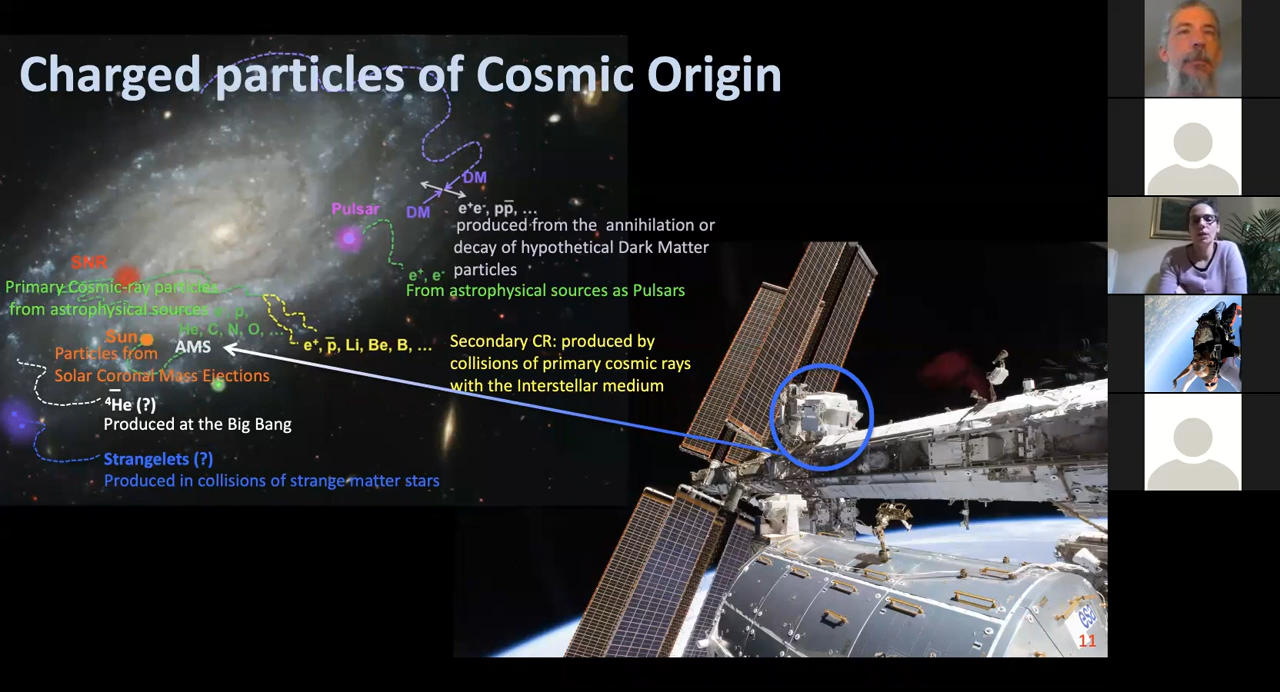 Charged particles of Cosmic Origin
DM
DM
e⁺e⁻, pp̅, ...
produced from the annihilation or
decay of hypothetical Dark Matter
particles
Pulsar
e⁺, e⁻
From astrophysical sources as Pulsars
SNR
Primary Cosmic-ray particles
from astrophysical sources
p,
He, C, N, O, ...
Sun
Particles from
Solar Coronal Mass Ejections
AMS
e⁺, p̅, Li, Be, B, ...
Secondary CR: produced by
collisions of primary cosmic rays
with the Interstellar medium
⁴He (?)
Produced at the Big Bang
Strangelets (?)
Produced in collisions of strange matter stars
esa
11